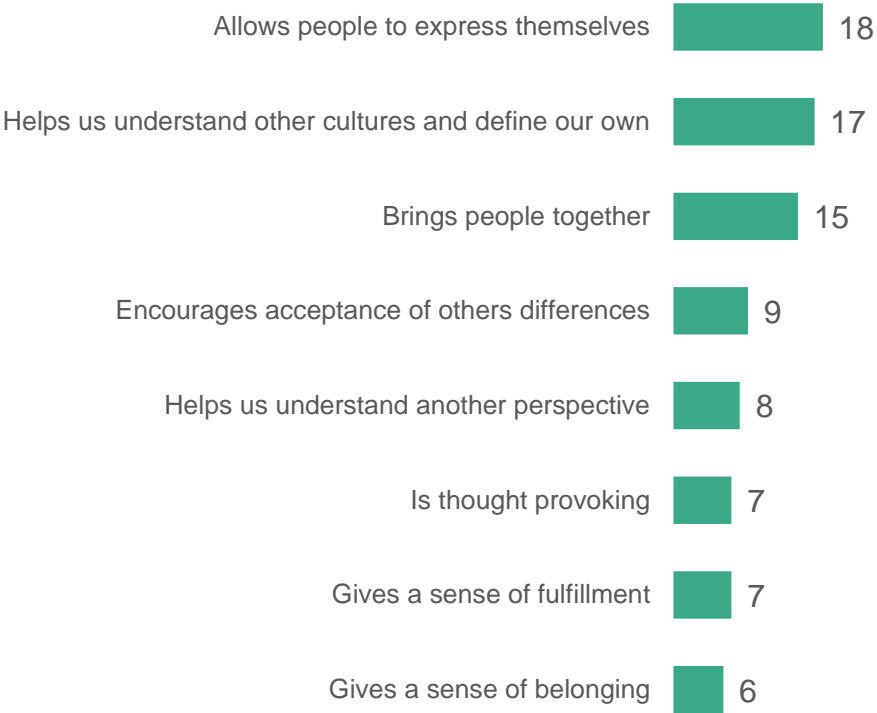 Allows people to express themselves 18
Helps us understand other cultures and define our own 17
Brings people together 15
Encourages acceptance of others differences 9
Helps us understand another perspective 8
Is thought provoking 7
Gives a sense of fulfillment 7
Gives a sense of belonging 6